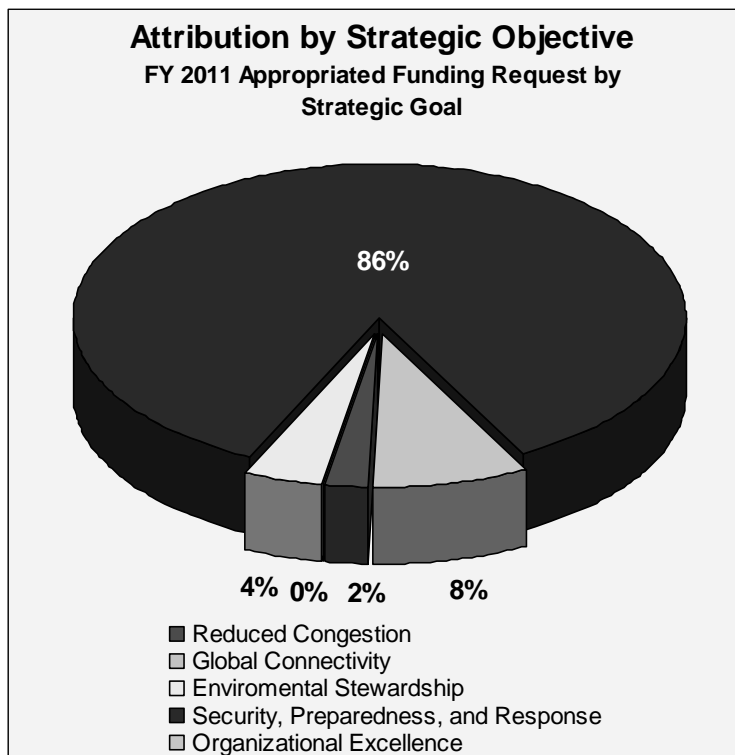 Attribution by Strategic Objective
FY 2011 Appropriated Funding Request by
Strategic Goal
86%
4%
0%
2%
8%
Reduced Congestion
Global Connectivity
Enviromental Stewardship
Security, Preparedness, and Response
Organizational Excellence